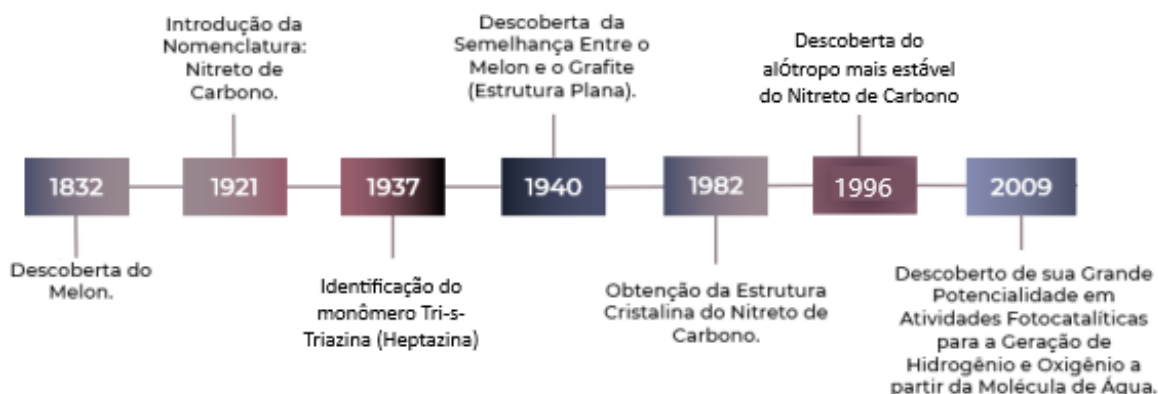 Introdução da
Nomenclatura:
Nitreto de
Carbono.
Descoberta da
Semelhança Entre o
Melon e o Grafite
(Estrutura Plana).
Descoberta do
alÓtropo mais estável
do Nitreto de Carbono
1832
1921
1937
1940
1982
1996
2009
Descoberta do
Melon.
Identificação do
monômero Tri-s-
Triazina (Heptazina)
Obtenção da Estrutura
Cristalina do Nitreto de
Carbono.
Descoberto de sua Grande
Potencialidade em
Atividades Fotocatalíticas
para a Geração de
Hidrogênio e Oxigênio a
partir da Molécula de Água.